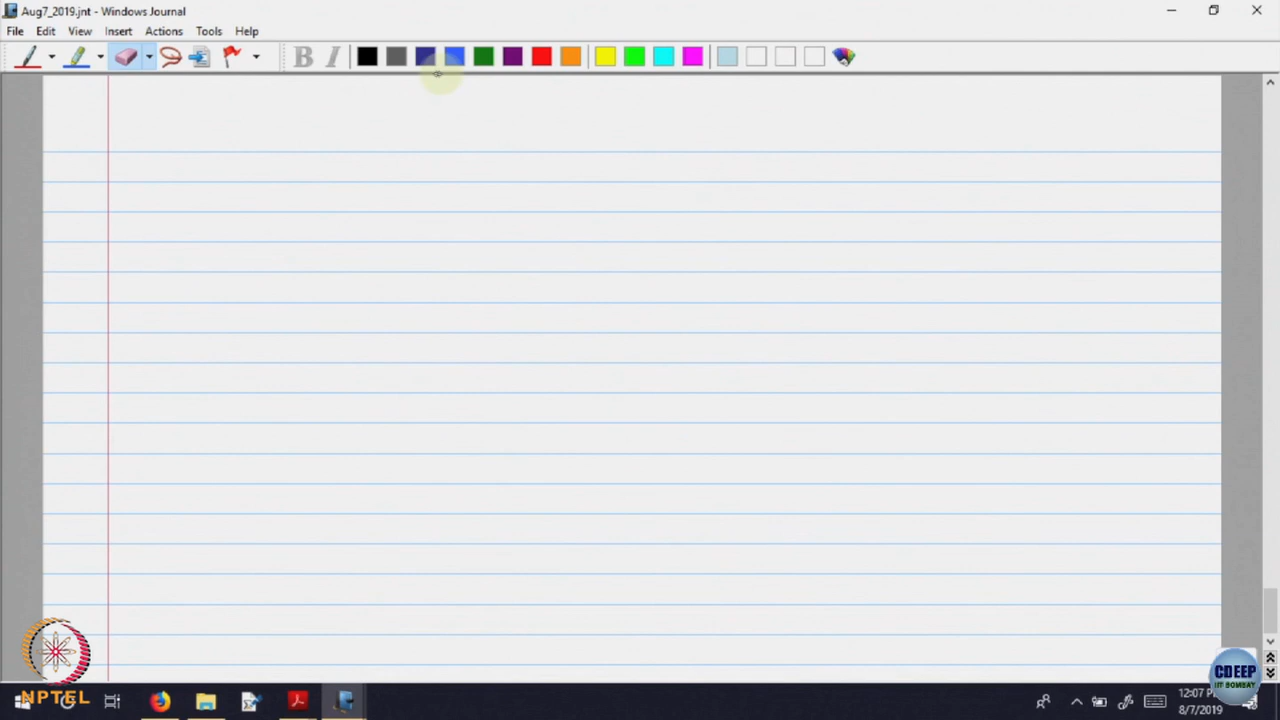 Aug7_2019.jnt - Windows Journal
File Edit View Insert Actions Tools Help
B I
CDEEP
IIT BOMBAY
NPTEL
12:07
8/7/2019